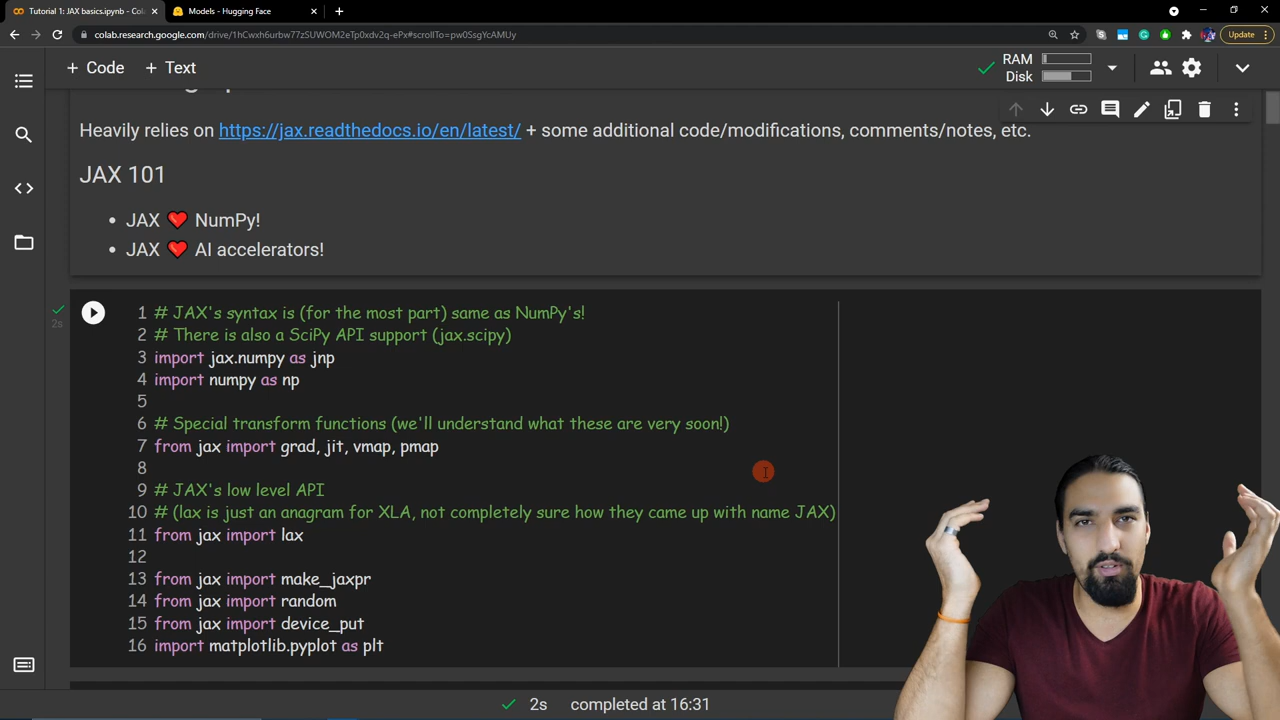 Tutorial 1: JAX basics.ipynb - Col
Models - Hugging Face
colab.research.google.com/drive/1hCwxh6urbw77zSUWOM2eTp0xdv2q-ePx#scrollTo=pw0SsgYcAMUy
Update
+ Code + Text
RAM
Disk
Heavily relies on https://jax.readthedocs.io/en/latest/ + some additional code/modifications, comments/notes, etc.
JAX 101
• JAX ❤️ NumPy!
• JAX ❤️ AI accelerators!
2s
1 # JAX's syntax is (for the most part) same as NumPy's!
2 # There is also a SciPy API support (jax.scipy)
3 import jax.numpy as jnp
4 import numpy as np
5
6 # Special transform functions (we'll understand what these are very soon!)
7 from jax import grad, jit, vmap, pmap
8
9 # JAX's low level API
10 # (lax is just an anagram for XLA, not completely sure how they came up with name JAX)
11 from jax import lax
12
13 from jax import make_jaxpr
14 from jax import random
15 from jax import device_put
16 import matplotlib.pyplot as plt
2s completed at 16:31